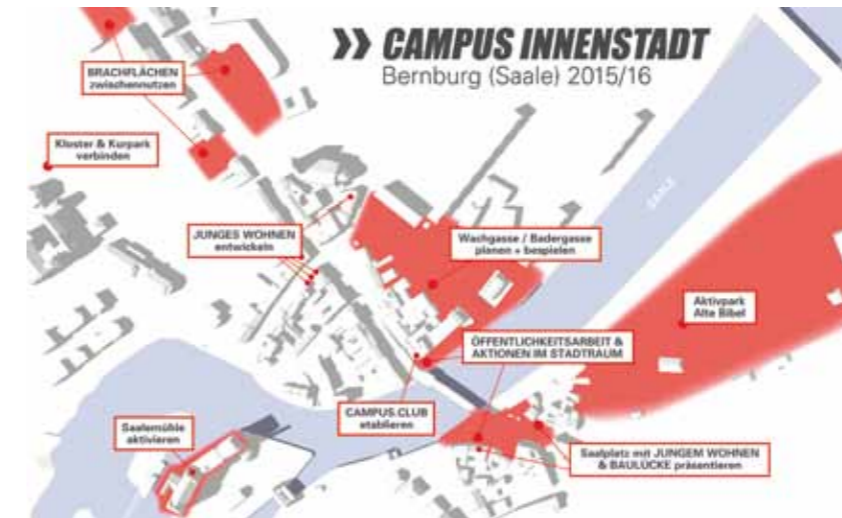 >> CAMPUS INNENSTADT
Bernburg (Saale) 2015/16
BRACHFLÄCHEN
zwischennutzen
Kloster & Kurpark
verbinden
JUNGES WOHNEN
entwickeln
Wachgasse / Badergasse
planen + bespielen
SAALE
Aktivpark
Alte Bibel
ÖFFENTLICHKEITSARBEIT &
AKTIONEN IM STADTRAUM
CAMPUS CLUB
etablieren
Saalemühle
aktivieren
Saalplatz mit JUNGEM WOHNEN
& BAULÜCKE präsentieren